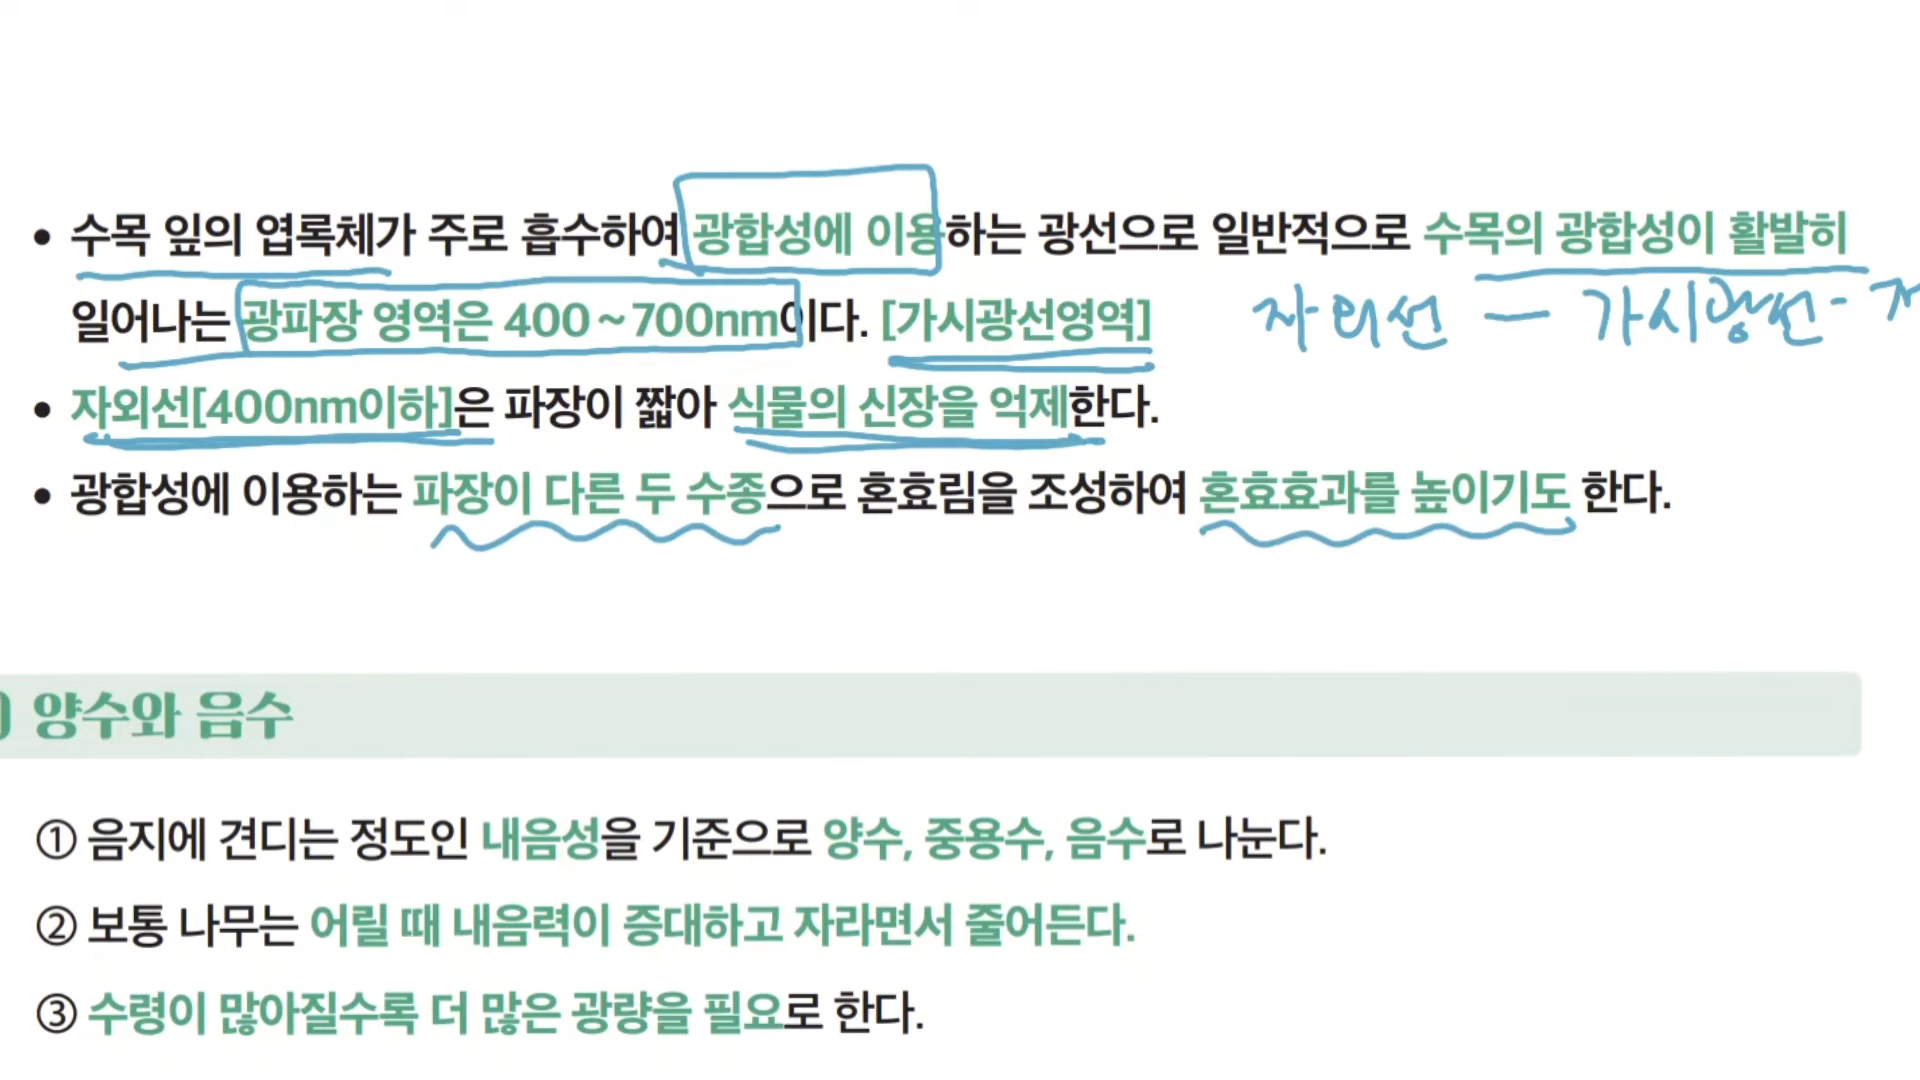 • 수목 잎의 엽록체가 주로 흡수하여 광합성에 이용하는 광선으로 일반적으로 수목의 광합성이 활발히
일어나는 광파장 영역은 400~700nm이다. [가시광선영역]
자외선 — 가시광선 -
• 자외선[400nm이하]은 파장이 짧아 식물의 신장을 억제한다.
• 광합성에 이용하는 파장이 다른 두 수종으로 혼효림을 조성하여 혼효효과를 높이기도 한다.
양수와 음수
① 음지에 견디는 정도인 내음성을 기준으로 양수, 중용수, 음수로 나눈다.
② 보통 나무는 어릴 때 내음력이 증대하고 자라면서 줄어든다.
③ 수령이 많아질수록 더 많은 광량을 필요로 한다.